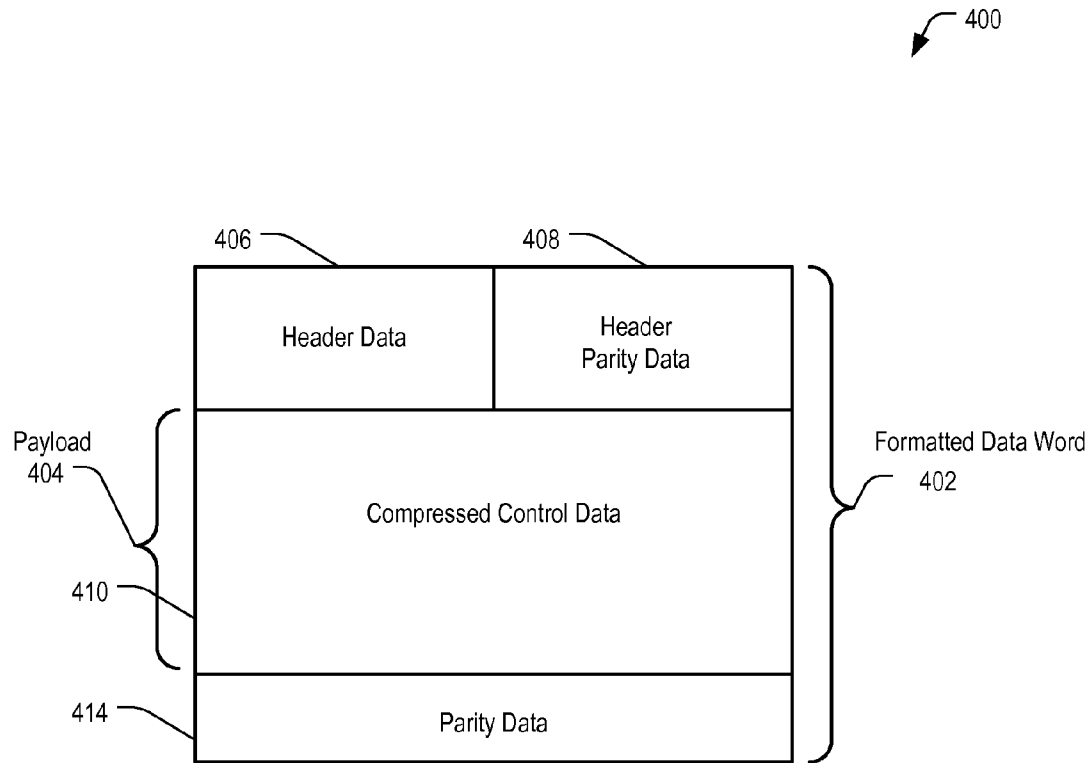 400
406
408
Header Data
Header
Parity Data
Payload
404
Formatted Data Word
402
Compressed Control Data
410
414
Parity Data